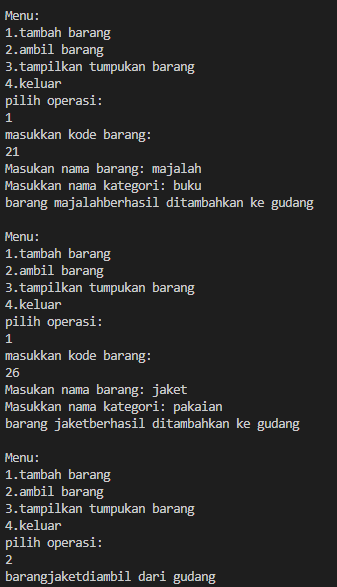 Menu:
1.tambah barang
2.ambil barang
3.tampilkan tumpukan barang
4.keluar
pilih operasi:
1
masukkan kode barang:
21
Masukan nama barang: majalah
Masukkan nama kategori: buku
barang majalahberhasil ditambahkan ke gudang

Menu:
1.tambah barang
2.ambil barang
3.tampilkan tumpukan barang
4.keluar
pilih operasi:
1
masukkan kode barang:
26
Masukan nama barang: jaket
Masukkan nama kategori: pakaian
barang jaketberhasil ditambahkan ke gudang

Menu:
1.tambah barang
2.ambil barang
3.tampilkan tumpukan barang
4.keluar
pilih operasi:
2
barangjaketdiambil dari gudang